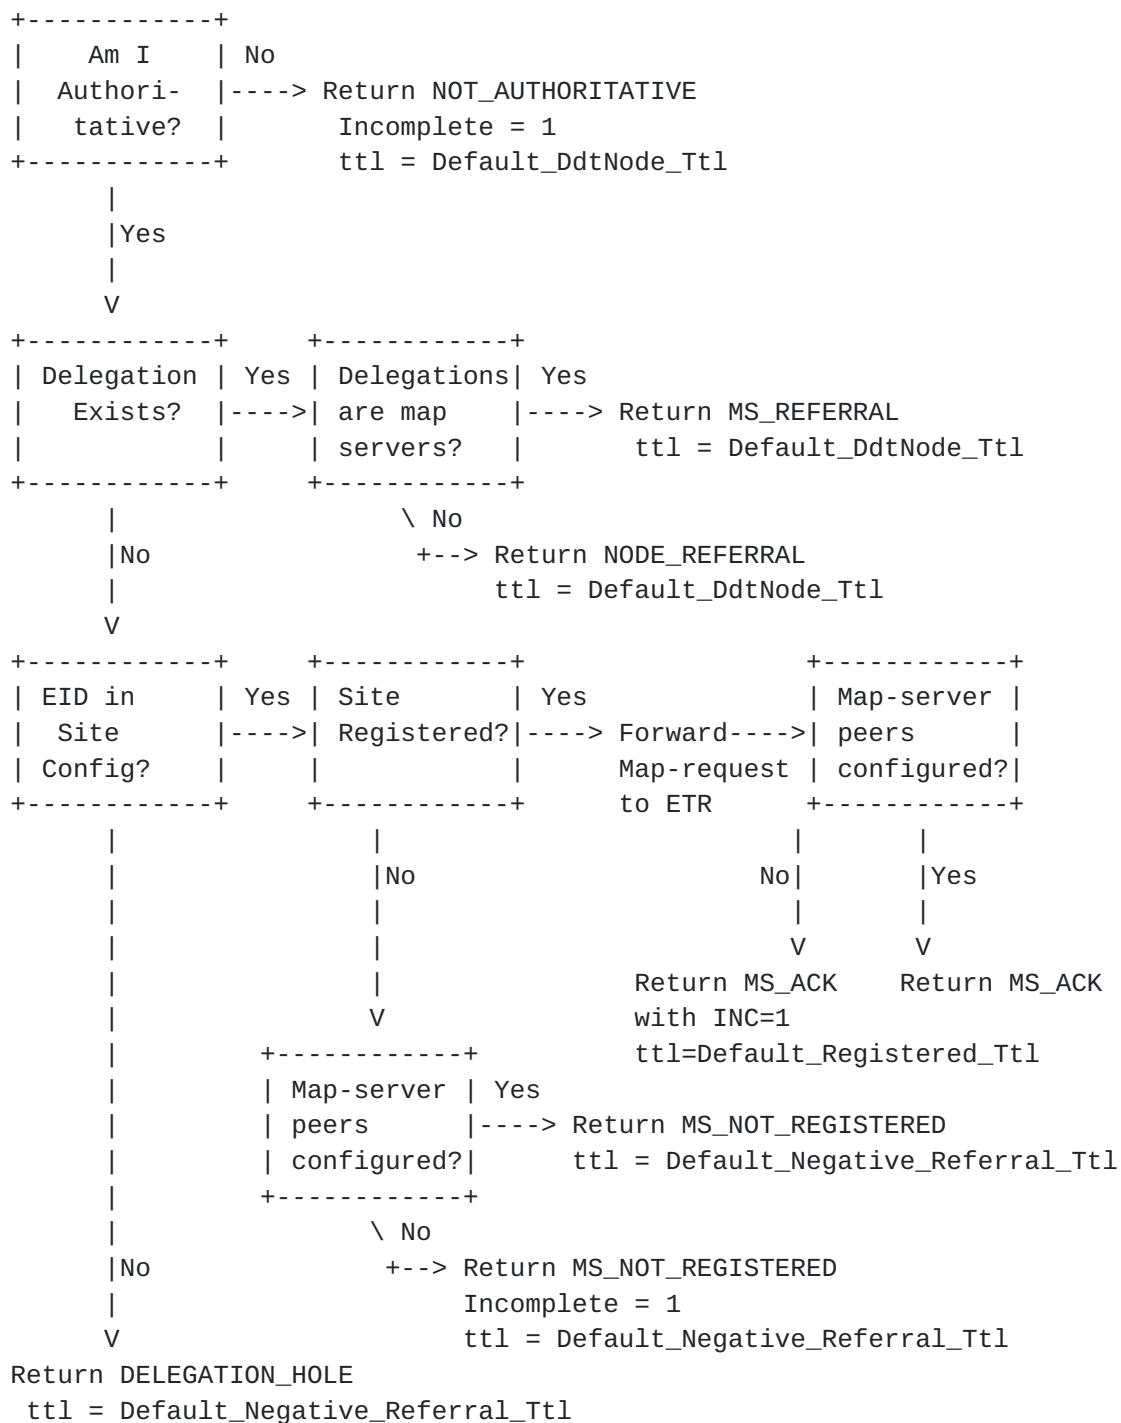 +------------+
|    Am I    | No
|  Authori-  |----> Return NOT_AUTHORITATIVE
|   tative?  |       Incomplete = 1
+------------+       ttl = Default_DdtNode_Ttl
      |
      |Yes
      |
      V
+------------+     +------------+
| Delegation | Yes | Delegations| Yes
|   Exists?  |---->| are map    |----> Return MS_REFERRAL
|            |     | servers?   |       ttl = Default_DdtNode_Ttl
+------------+     +------------+
      |                  \ No
      |No                 +--> Return NODE_REFERRAL
      |                        ttl = Default_DdtNode_Ttl
      V
+------------+     +------------+                  +------------+
| EID in     | Yes | Site       | Yes              | Map-server |
|  Site      |---->| Registered?|----> Forward---->| peers      |
| Config?    |     |            |      Map-request | configured?|
+------------+     +------------+      to ETR      +------------+
      |                |                          |       |
      |                |No                      No|       |Yes
      |                |                          |       |
      |                |                          V       V
      |                |                Return MS_ACK    Return MS_ACK
      |                V                with INC=1
      |         +------------+          ttl=Default_Registered_Ttl
      |         | Map-server | Yes
      |         | peers      |----> Return MS_NOT_REGISTERED
      |         | configured?|      ttl = Default_Negative_Referral_Ttl
      |         +------------+
      |                \ No
      |No               +--> Return MS_NOT_REGISTERED
      |                      Incomplete = 1
      V                      ttl = Default_Negative_Referral_Ttl
Return DELEGATION_HOLE
 ttl = Default_Negative_Referral_Ttl